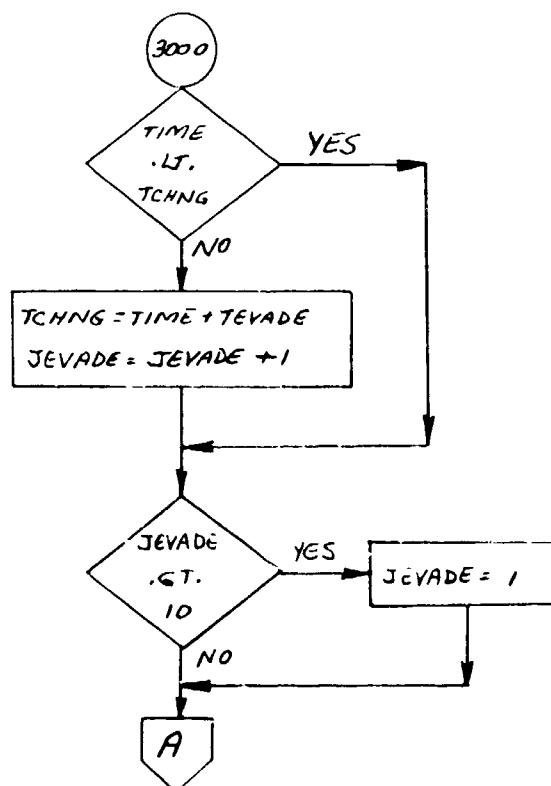 3000
TIME
.LT.
TCHNG
YES
NO
TCHNG = TIME + TEVADE
JEVADE = JEVADE + 1
JEVADE
.GT.
10
YES
JEVADE = 1
NO
A